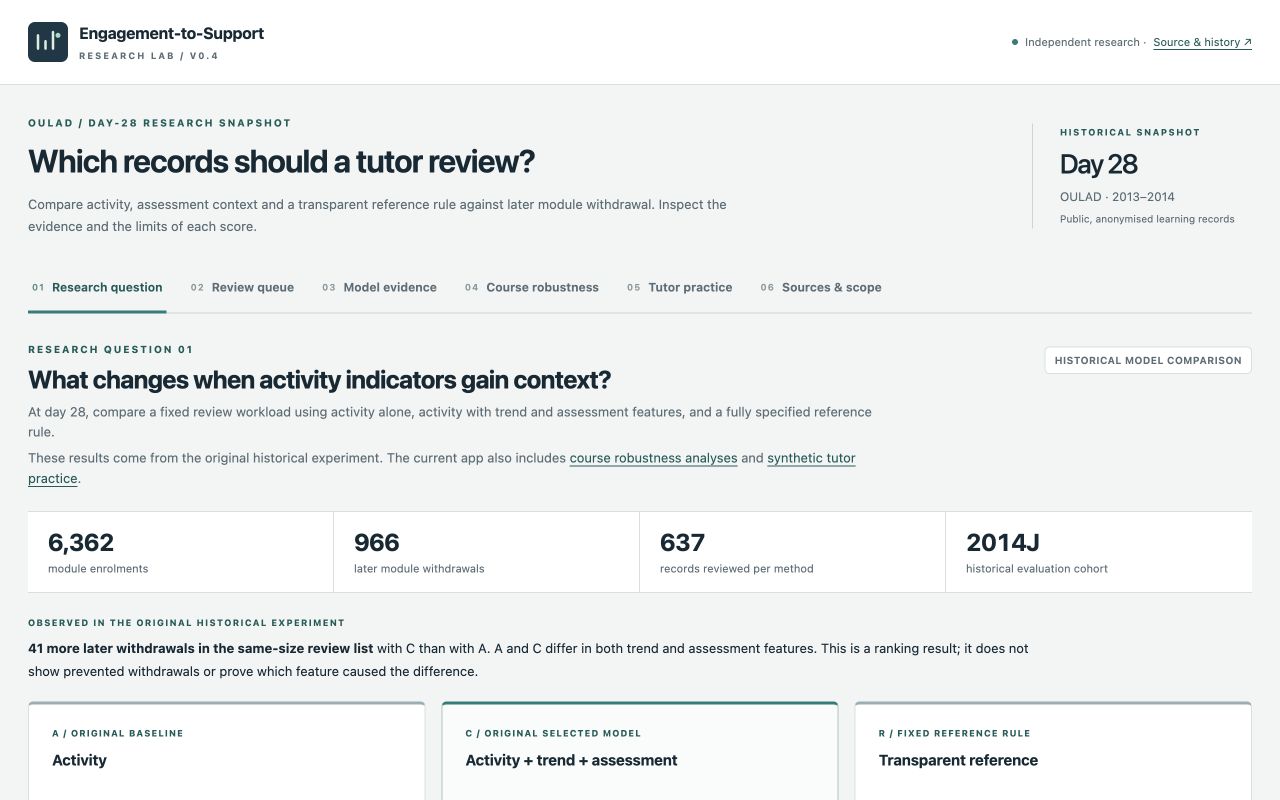 Engagement-to-Support
RESEARCH LAB / V0.4
Independent research · Source & history ↗
OULAD / DAY-28 RESEARCH SNAPSHOT
Which records should a tutor review?
Compare activity, assessment context and a transparent reference rule against later module withdrawal. Inspect the
evidence and the limits of each score.
HISTORICAL SNAPSHOT
Day 28
OULAD · 2013–2014
Public, anonymised learning records
01 Research question
02 Review queue
03 Model evidence
04 Course robustness
05 Tutor practice
06 Sources & scope
RESEARCH QUESTION 01
What changes when activity indicators gain context?
HISTORICAL MODEL COMPARISON
At day 28, compare a fixed review workload using activity alone, activity with trend and assessment features, and a fully specified reference
rule.
These results come from the original historical experiment. The current app also includes course robustness analyses and synthetic tutor
practice.
6,362
module enrolments
966
later module withdrawals
637
records reviewed per method
2014J
historical evaluation cohort
OBSERVED IN THE ORIGINAL HISTORICAL EXPERIMENT
41 more later withdrawals in the same-size review list with C than with A. A and C differ in both trend and assessment features. This is a ranking result; it does not
show prevented withdrawals or prove which feature caused the difference.
A / ORIGINAL BASELINE
Activity
C / ORIGINAL SELECTED MODEL
Activity + trend + assessment
R / FIXED REFERENCE RULE
Transparent reference